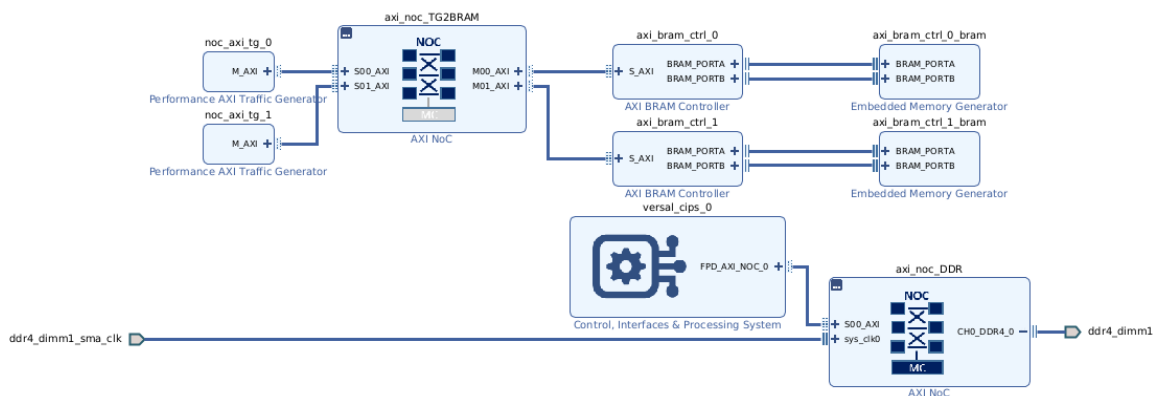 axi_noc_TG2BRAM
noc_axi_tg_0
NOC
axi_bram_ctrl_0
axi_bram_ctrl_0_bram
M_AXI
S00_AXI
M00_AXI
S_AXI
BRAM_PORTA
BRAM_PORTB
BRAM_PORTA
BRAM_PORTB
S01_AXI
M01_AXI
Performance AXI Traffic Generator
MC
AXI BRAM Controller
Embedded Memory Generator
noc_axi_tg_1
AXI NoC
axi_bram_ctrl_1
axi_bram_ctrl_1_bram
M_AXI
S_AXI
BRAM_PORTA
BRAM_PORTB
BRAM_PORTA
BRAM_PORTB
Performance AXI Traffic Generator
AXI BRAM Controller
Embedded Memory Generator
versal_cips_0
FPD_AXI_NOC_0
axi_noc_DDR
NOC
Control, Interfaces & Processing System
S00_AXI
sys_clk0
CH0_DDR4_0
ddr4_dimm1_sma_clk
ddr4_dimm1
MC
AXI NoC